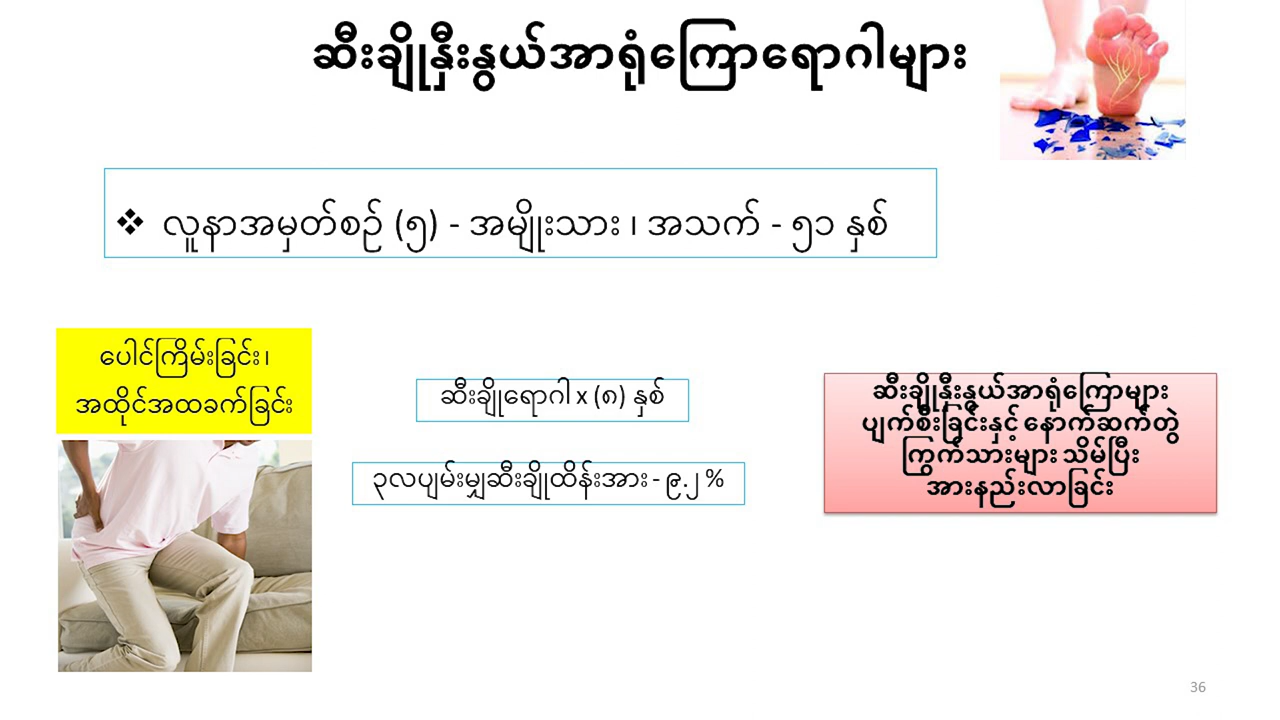 ဆီးချိုနှီးနွယ်အာရုံကြောရောဂါများ
❖ လူနာအမှတ်စဉ် (၅) - အမျိုးသား ၊ အသက် - ၅၁ နှစ်
ပေါင်ကြိမ်းခြင်း ၊
အထိုင်အထခက်ခြင်း
ဆီးချိုရောဂါ x (၈) နှစ်
၃လပျမ်းမျှဆီးချိုထိန်းအား - ၉.၂ %
ဆီးချိုနှီးနွယ်အာရုံကြောများ
ပျက်စီးခြင်းနှင့် နောက်ဆက်တွဲ
ကြွက်သားများ သိမ်ပြီး
အားနည်းလာခြင်း
36